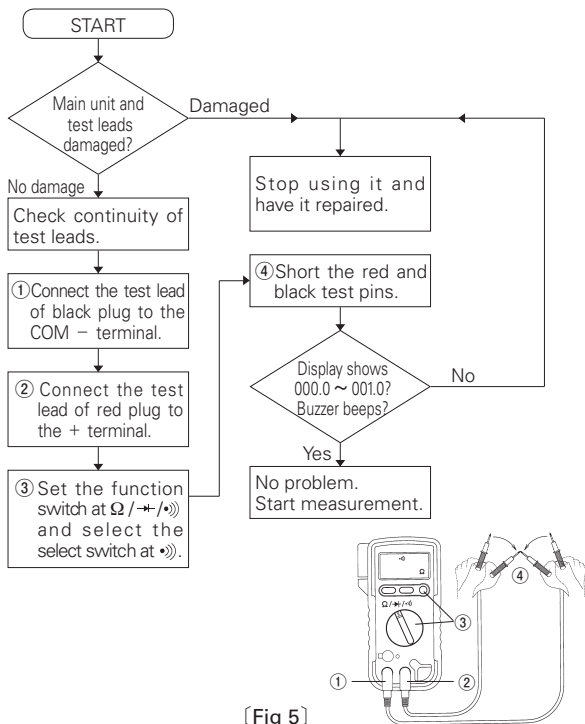 START
Main unit and
test leads
damaged?
Damaged
No damage
Stop using it and
have it repaired.
Check continuity of
test leads.
①Connect the test lead
of black plug to the
COM − terminal.
② Connect the test
lead of red plug to
the + terminal.
③ Set the function
switch at Ω / ⯈⊢ / •)))
and select the
select switch at •))).
④Short the red and
black test pins.
Display shows
000.0 ~ 001.0?
Buzzer beeps?
No
Yes
No problem.
Start measurement.
•)))
Ω
Ω / ⯈⊢ / •)))
①
②
③
④
〔Fig 5〕